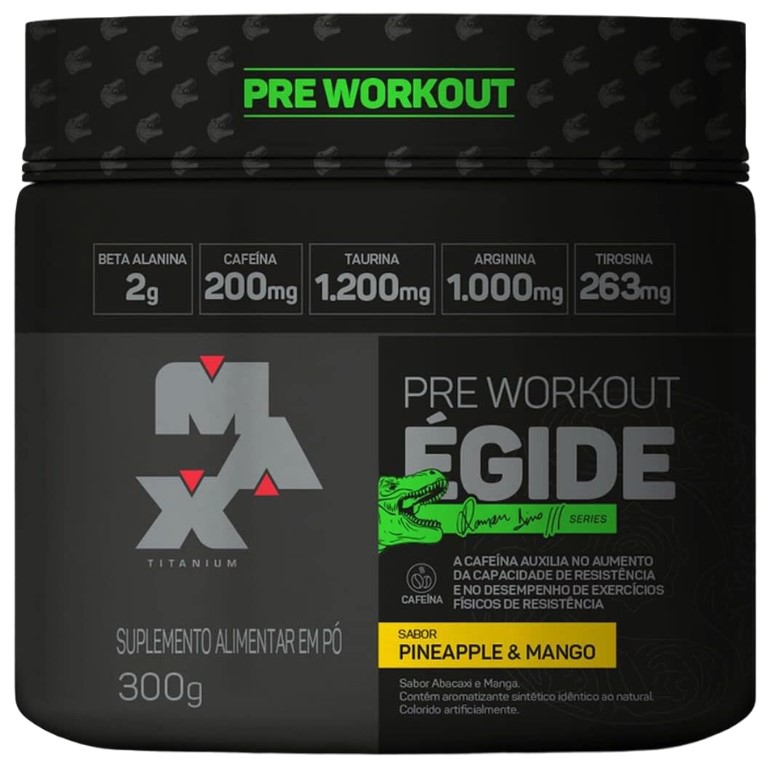 PRE WORKOUT
BETA ALANINA
2g
CAFEÍNA
200mg
TAURINA
1.200mg
ARGININA
1.000mg
TIROSINA
263mg
MAX
TITANIUM
SUPLEMENTO ALIMENTAR EM PÓ
300g
PRE WORKOUT
ÉGIDE
SERIES
CAFEÍNA
A CAFEÍNA AUXILIA NO AUMENTO
DA CAPACIDADE DE RESISTÊNCIA
E NO DESEMPENHO DE EXERCÍCIOS
FÍSICOS DE RESISTÊNCIA
SABOR
PINEAPPLE & MANGO
Sabor Abacaxi e Manga.
Contém aromatizante sintético idêntico ao natural.
Colorido artificialmente.